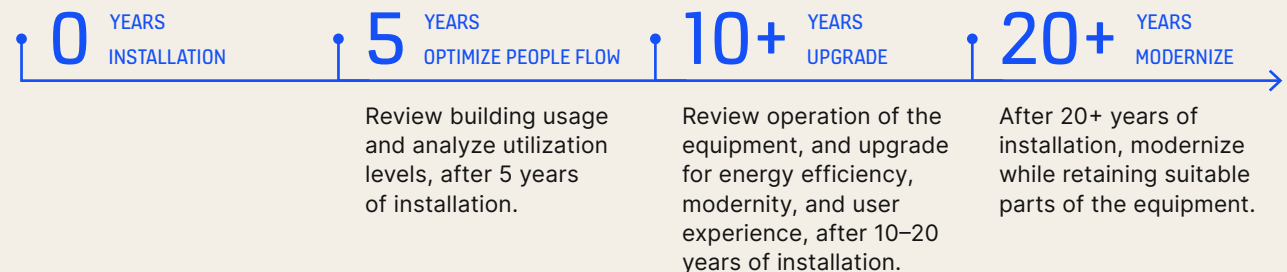 0 YEARS
INSTALLATION
5 YEARS
OPTIMIZE PEOPLE FLOW
Review building usage
and analyze utilization
levels, after 5 years
of installation.
10+ YEARS
UPGRADE
Review operation of the
equipment, and upgrade
for energy efficiency,
modernity, and user
experience, after 10–20
years of installation.
20+ YEARS
MODERNIZE
After 20+ years of
installation, modernize
while retaining suitable
parts of the equipment.